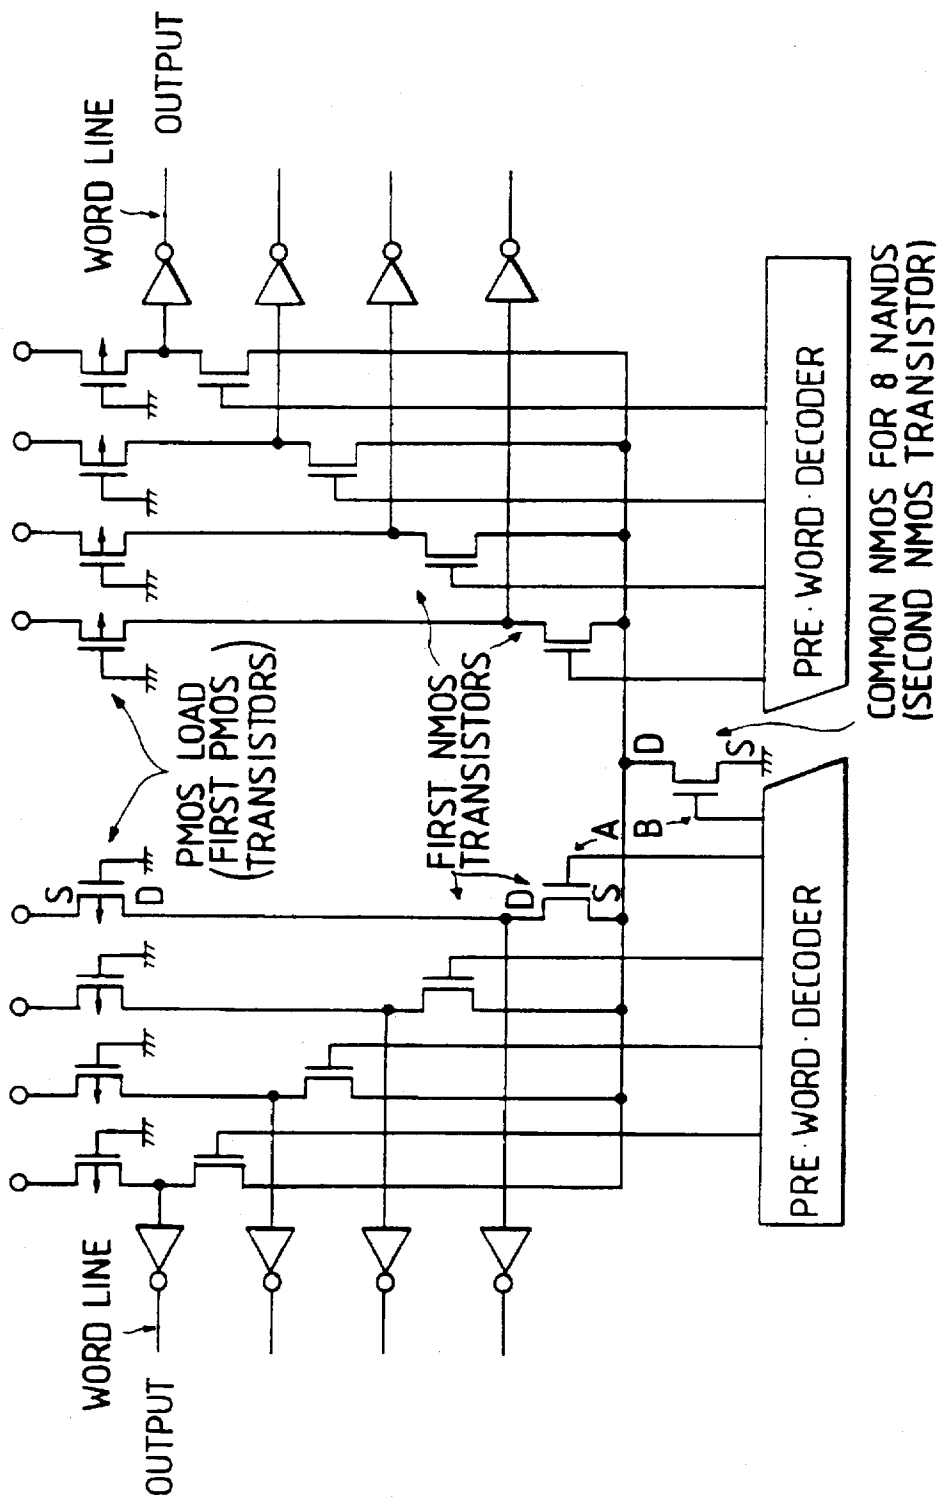 OUTPUT
WORD LINE
WORD LINE
OUTPUT
S
D
PMOS LOAD
(FIRST PMOS
TRANSISTORS)
FIRST NMOS
TRANSISTORS
D
S
A
B
D
S
PRE·WORD·DECODER
PRE·WORD·DECODER
COMMON NMOS FOR 8 NANDS
(SECOND NMOS TRANSISTOR)